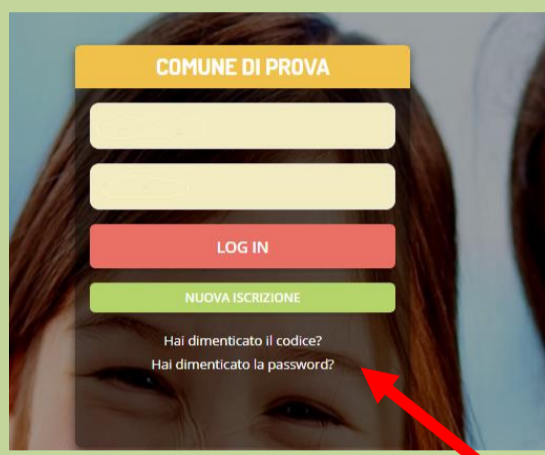 COMUNE DI PROVA
LOG IN
NUOVA ISCRIZIONE
Hai dimenticato il codice?
Hai dimenticato la password?